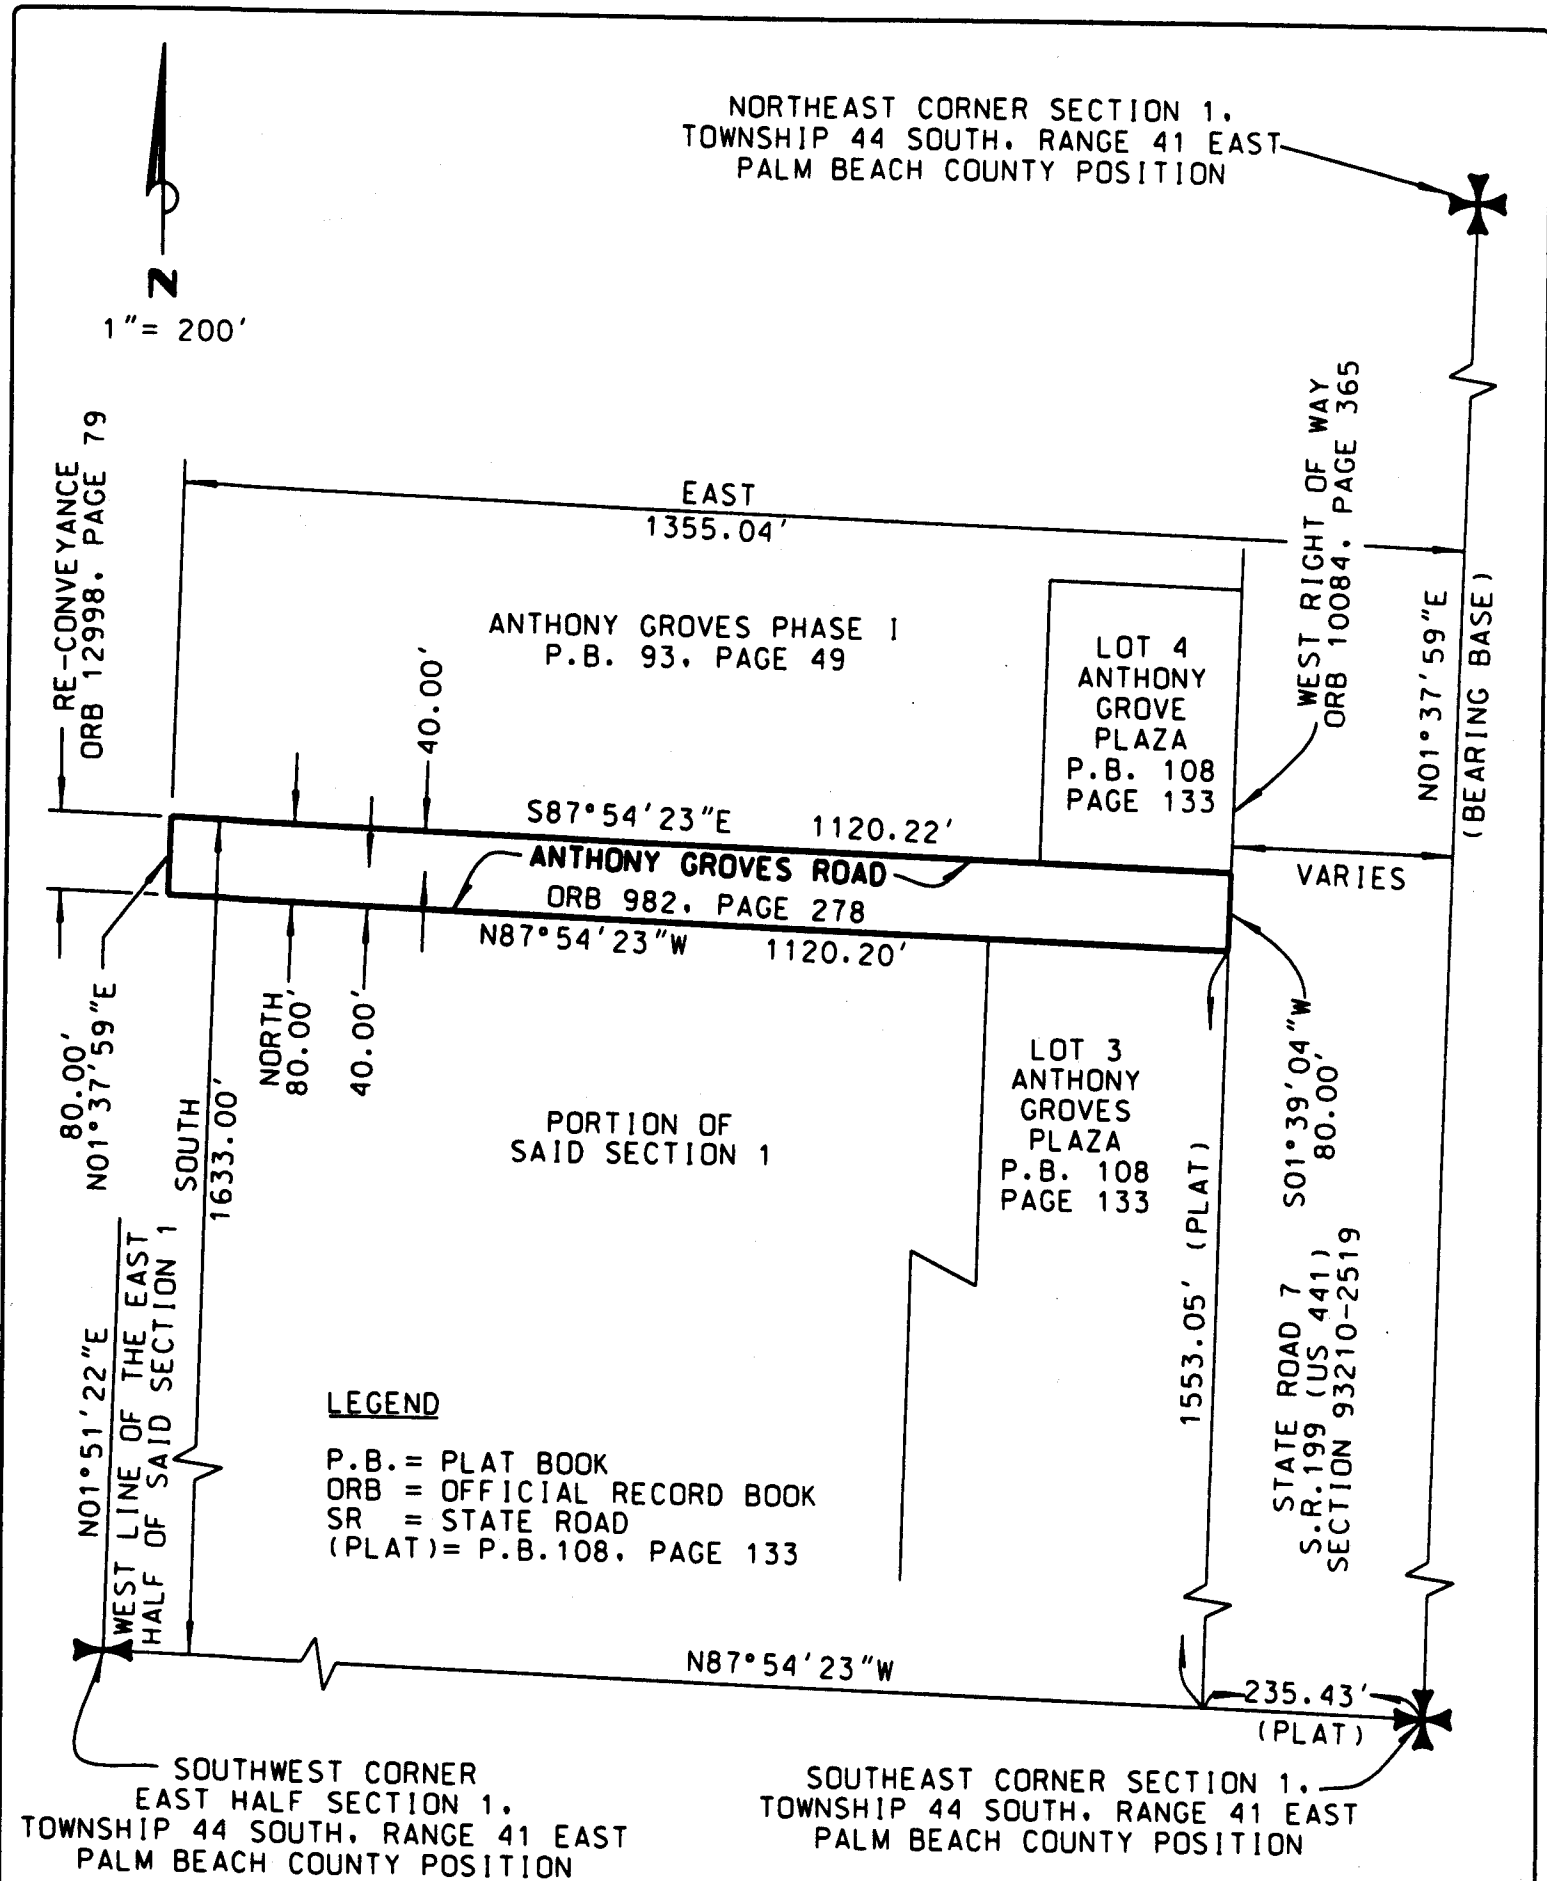 NORTHEAST CORNER SECTION 1.
TOWNSHIP 44 SOUTH. RANGE 41 EAST
PALM BEACH COUNTY POSITION
N
1"= 200'
RE-CONVEYANCE
ORB 12998. PAGE 79
EAST
1355.04'
WEST RIGHT OF WAY
ORB 10084. PAGE 365
N01°37'59"E
(BEARING BASE)
ANTHONY GROVES PHASE I
P.B. 93. PAGE 49
LOT 4
ANTHONY
GROVE
PLAZA
P.B. 108
PAGE 133
40.00'
S87°54'23"E 1120.22'
ANTHONY GROVES ROAD
ORB 982. PAGE 278
N87°54'23"W 1120.20'
VARIES
80.00'
N01°37'59"E
SOUTH
1633.00'
NORTH
80.00'
40.00'
PORTION OF
SAID SECTION 1
LOT 3
ANTHONY
GROVES
PLAZA
P.B. 108
PAGE 133
1553.05' (PLAT)
S01°39'04"W
80.00'
STATE ROAD 7
S.R.199 (US 441)
SECTION 93210-2519
N01°51'22"E
WEST LINE OF THE EAST
HALF OF SAID SECTION 1
LEGEND
P.B.= PLAT BOOK
ORB = OFFICIAL RECORD BOOK
SR = STATE ROAD
(PLAT)= P.B.108. PAGE 133
N87°54'23"W
235.43'
(PLAT)
SOUTHWEST CORNER
EAST HALF SECTION 1.
TOWNSHIP 44 SOUTH. RANGE 41 EAST
PALM BEACH COUNTY POSITION
SOUTHEAST CORNER SECTION 1.
TOWNSHIP 44 SOUTH. RANGE 41 EAST
PALM BEACH COUNTY POSITION